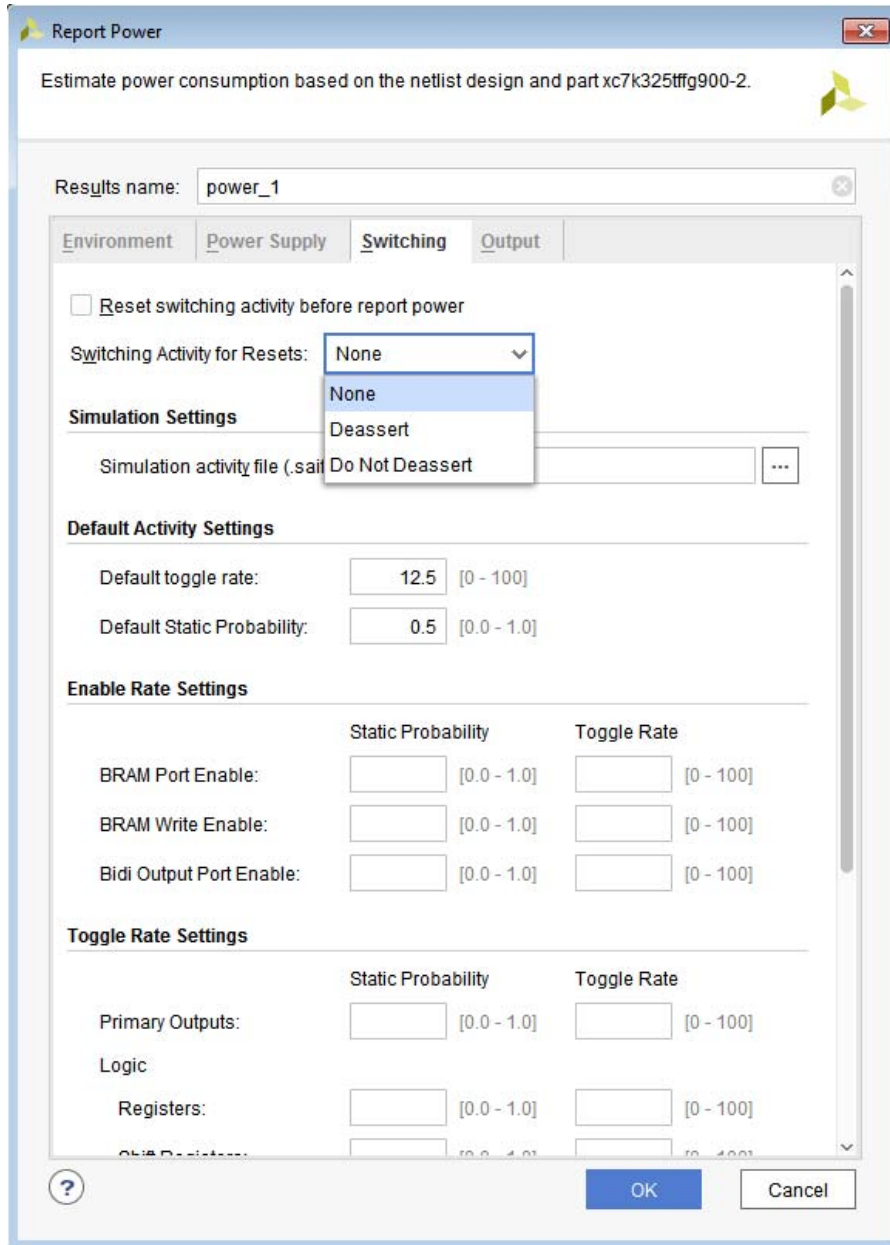 Report Power
Estimate power consumption based on the netlist design and part xc7k325tffg900-2.
Results name: power_1
Environment Power Supply Switching Output
Reset switching activity before report power
Switching Activity for Resets: None
None
Simulation Settings
Deassert
Simulation activity file (.saif Do Not Deassert ...
Default Activity Settings
Default toggle rate: 12.5 [0 - 100]
Default Static Probability: 0.5 [0.0 - 1.0]
Enable Rate Settings
Static Probability Toggle Rate
BRAM Port Enable: [0.0 - 1.0] [0 - 100]
BRAM Write Enable: [0.0 - 1.0] [0 - 100]
Bidi Output Port Enable: [0.0 - 1.0] [0 - 100]
Toggle Rate Settings
Static Probability Toggle Rate
Primary Outputs: [0.0 - 1.0] [0 - 100]
Logic
Registers: [0.0 - 1.0] [0 - 100]
? OK Cancel